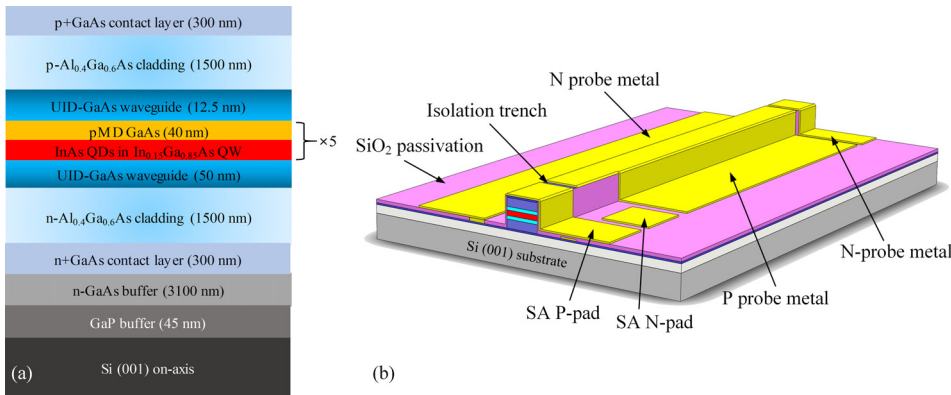 p+GaAs contact layer (300 nm)
p-Al0.4Ga0.6As cladding (1500 nm)
UID-GaAs waveguide (12.5 nm)
pMD GaAs (40 nm)
InAs QDs in In0.15Ga0.85As QW
×5
UID-GaAs waveguide (50 nm)
n-Al0.4Ga0.6As cladding (1500 nm)
n+GaAs contact layer (300 nm)
n-GaAs buffer (3100 nm)
GaP buffer (45 nm)
Si (001) on-axis
(a)
N probe metal
Isolation trench
SiO2 passivation
Si (001) substrate
SA P-pad
SA N-pad
P probe metal
N-probe metal
(b)